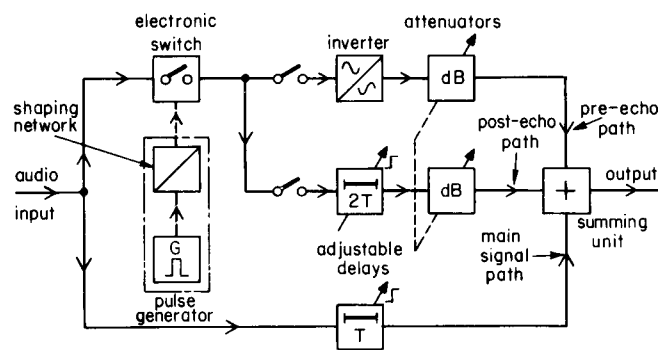 electronic
switch
inverter
attenuators
dB
shaping
network
pre-echo
path
post-echo
path
audio
input
2T
dB
+
output
summing
unit
adjustable
delays
main
signal
path
G
pulse
generator
T